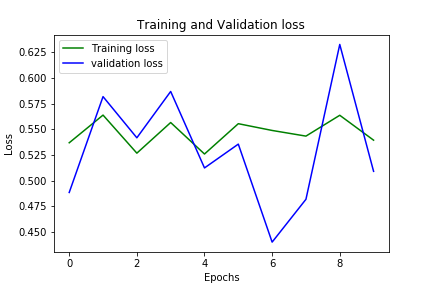 Training and Validation loss
Training loss
validation loss
0.625
0.600
0.575
0.550
0.525
0.500
0.475
0.450
Loss
0 2 4 6 8
Epochs